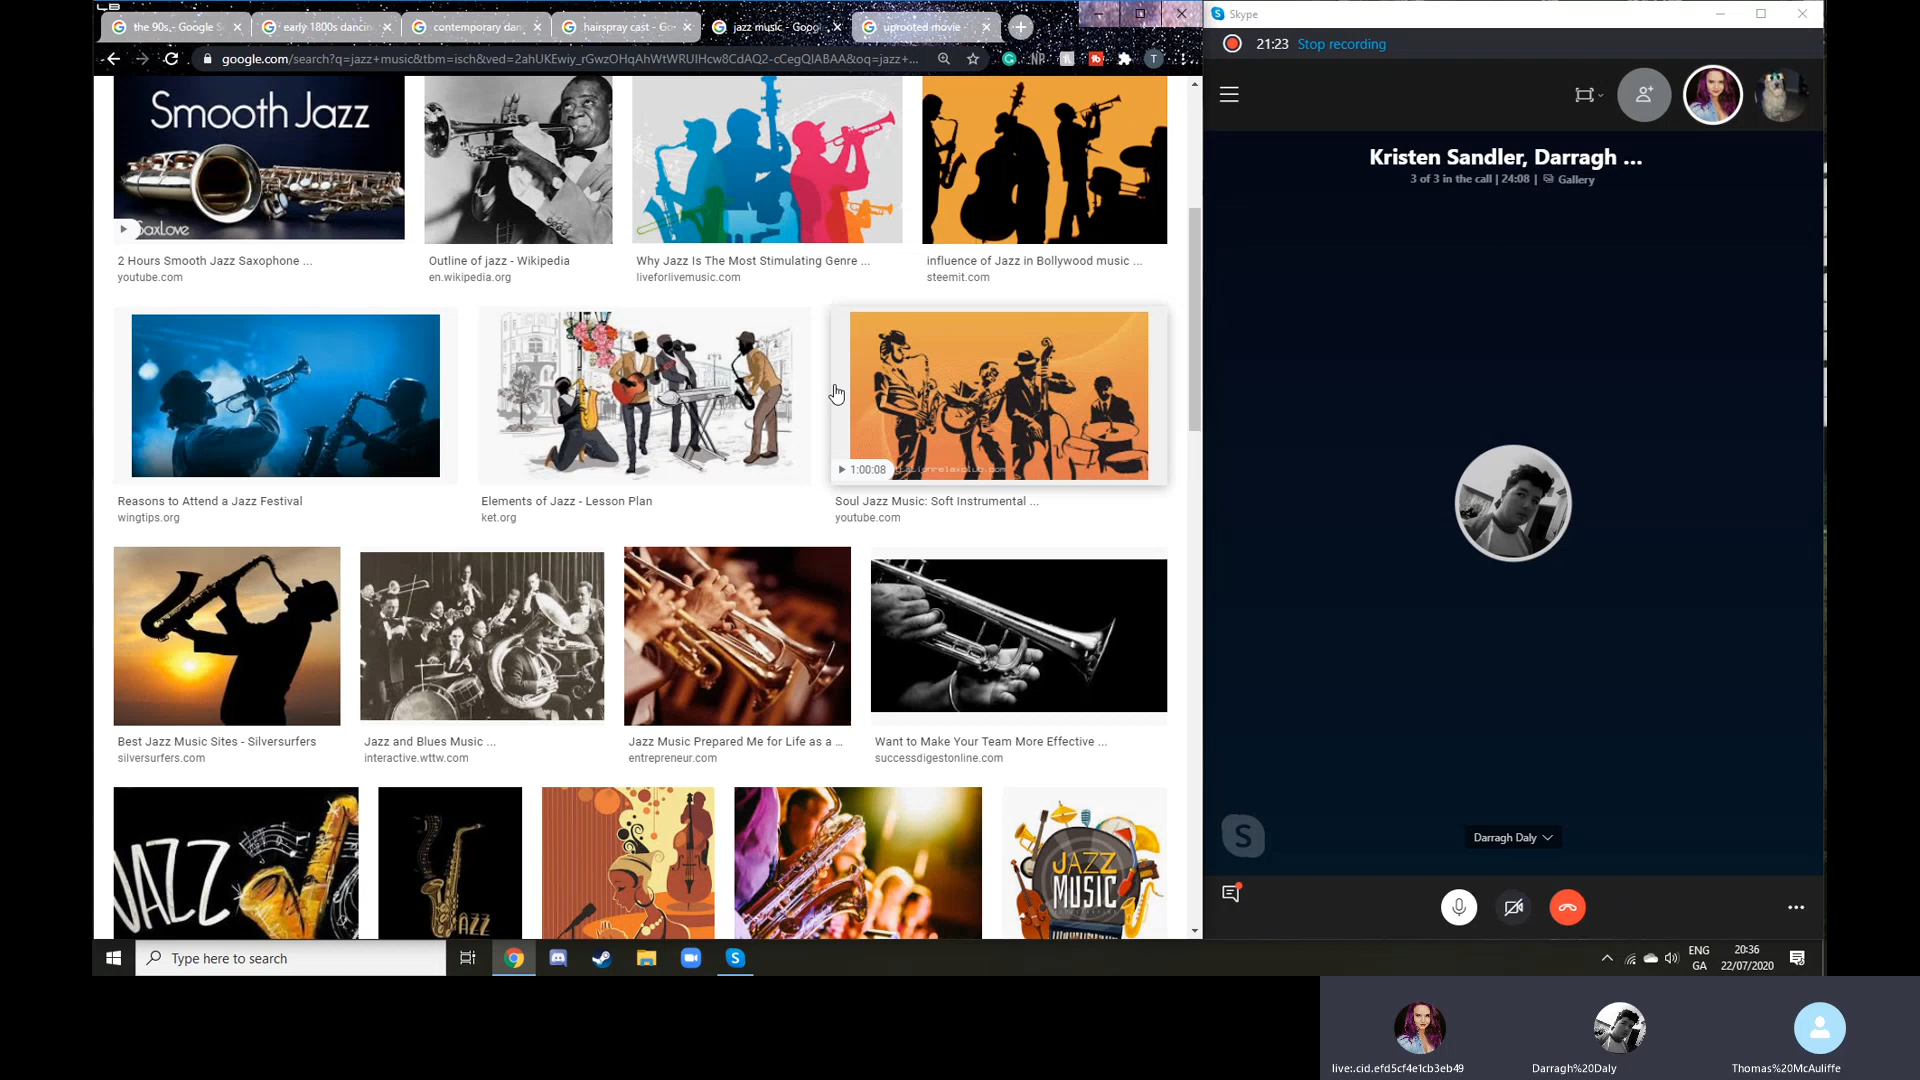 the 90s, - Google S
early 1800s dancin
contemporary dan
hairspray cast - Go
jazz music - Googl
uprooted movie -
google.com/search?q=jazz+music&tbm=isch&ved=2ahUKEwiy_rGwzOHqAhWtWRUIHcw8CdAQ2-cCegQIABAA&oq=jazz+...
NP
T
Smooth Jazz
SaxLove
2 Hours Smooth Jazz Saxophone ...
youtube.com
Outline of jazz - Wikipedia
en.wikipedia.org
Why Jazz Is The Most Stimulating Genre ...
liveforlivemusic.com
influence of Jazz in Bollywood music ...
steemit.com
1:00:08
Reasons to Attend a Jazz Festival
wingtips.org
Elements of Jazz - Lesson Plan
ket.org
Soul Jazz Music: Soft Instrumental ...
youtube.com
Best Jazz Music Sites - Silversurfers
silversurfers.com
Jazz and Blues Music ...
interactive.wttw.com
Jazz Music Prepared Me for Life as a ...
entrepreneur.com
Want to Make Your Team More Effective ...
successdigestonline.com
JAZZ
JAZZ
JAZZ
MUSIC
Type here to search
Skype
21:23 Stop recording
Kristen Sandler, Darragh ...
3 of 3 in the call | 24:08 | Gallery
Darragh Daly
ENG
GA
20:36
22/07/2020
live:.cid.efd5cf4e1cb3eb49
Darragh%20Daly
Thomas%20McAuliffe